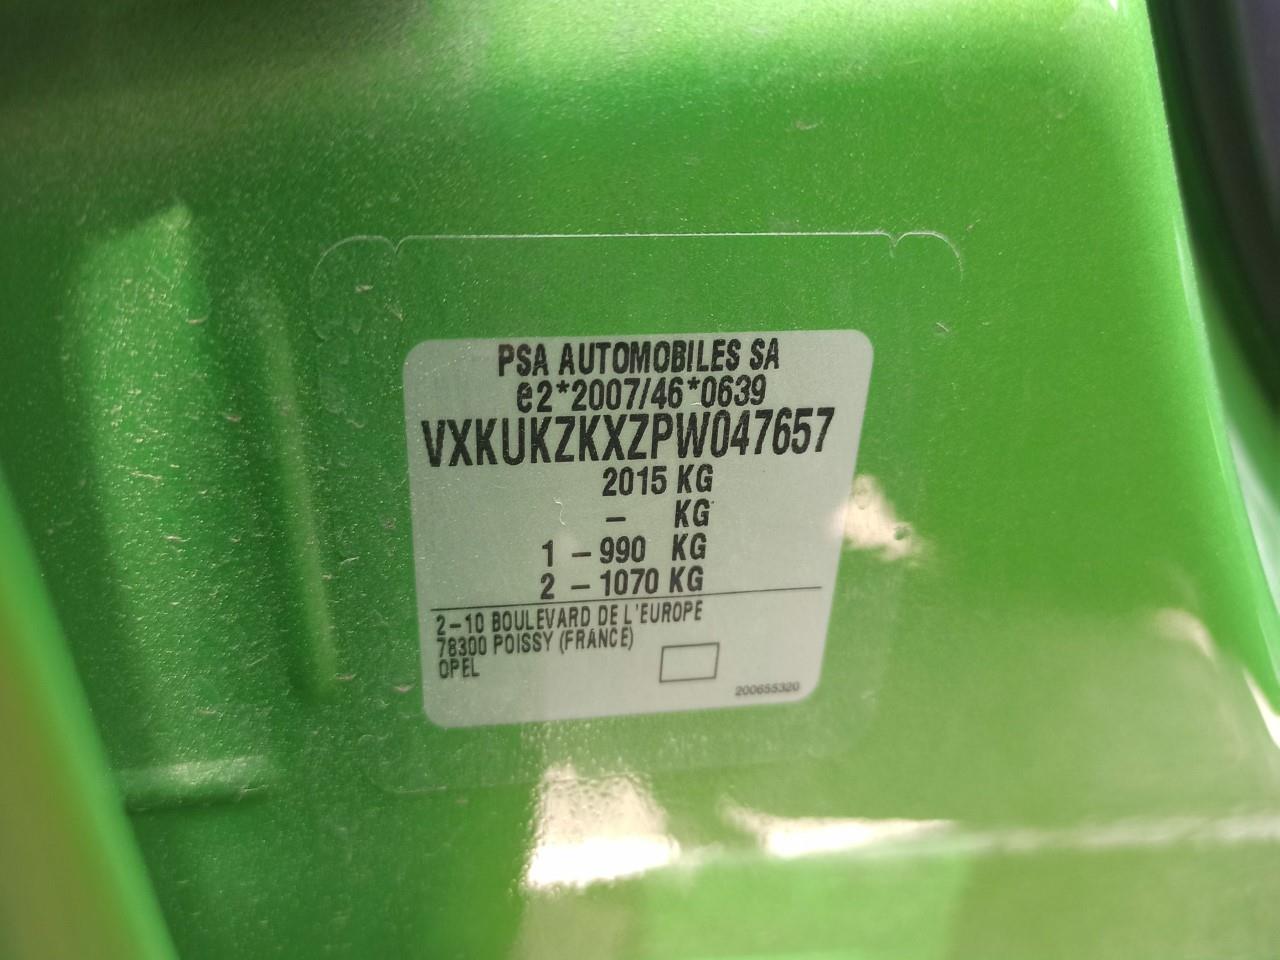 PSA AUTOMOBILES SA
e2*2007/46*0639
VXKUKZKXZPW047657
2015 KG
– KG
1 – 990 KG
2 – 1070 KG
2-10 BOULEVARD DE L'EUROPE
78300 POISSY (FRANCE)
OPEL
200655320